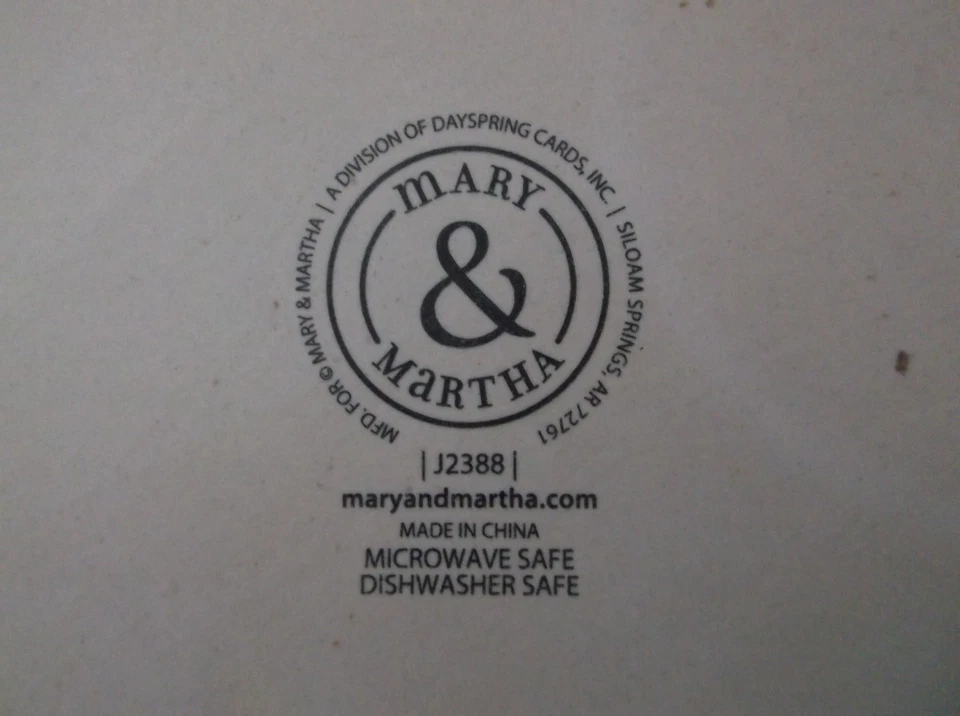 MFD. FOR © MARY & MARTHA | A DIVISION OF DAYSPRING CARDS, INC. | SILOAM SPRINGS, AR 72761
MARY
&
MaRTHA
| J2388 |
maryandmartha.com
MADE IN CHINA
MICROWAVE SAFE
DISHWASHER SAFE